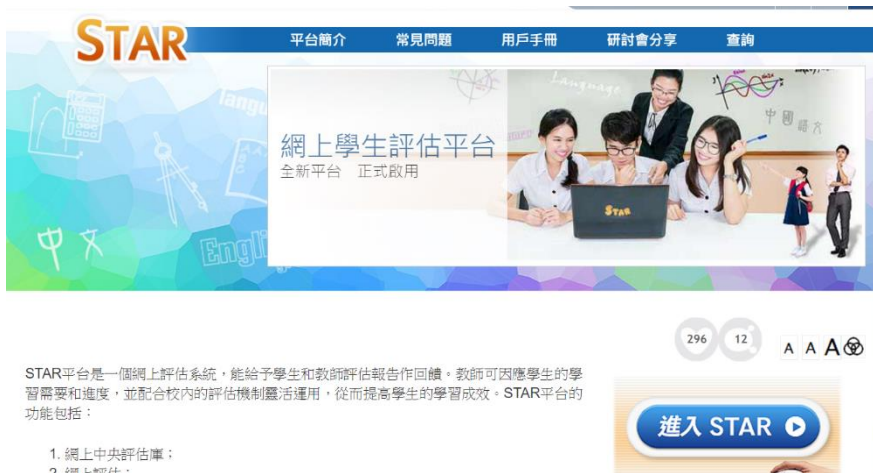 STAR
平台簡介 常見問題 用戶手冊 研討會分享 查詢
Language
網上學生評估平台
全新平台 正式啟用
中國語文
STAR
中文
English
296 12 A A A
STAR平台是一個網上評估系統，能給予學生和教師評估報告作回饋。教師可因應學生的學
習需要和進度，並配合校內的評估機制靈活運用，從而提高學生的學習成效。STAR平台的
功能包括：
進入 STAR
1. 網上中央評估庫；
2. 網上評估；